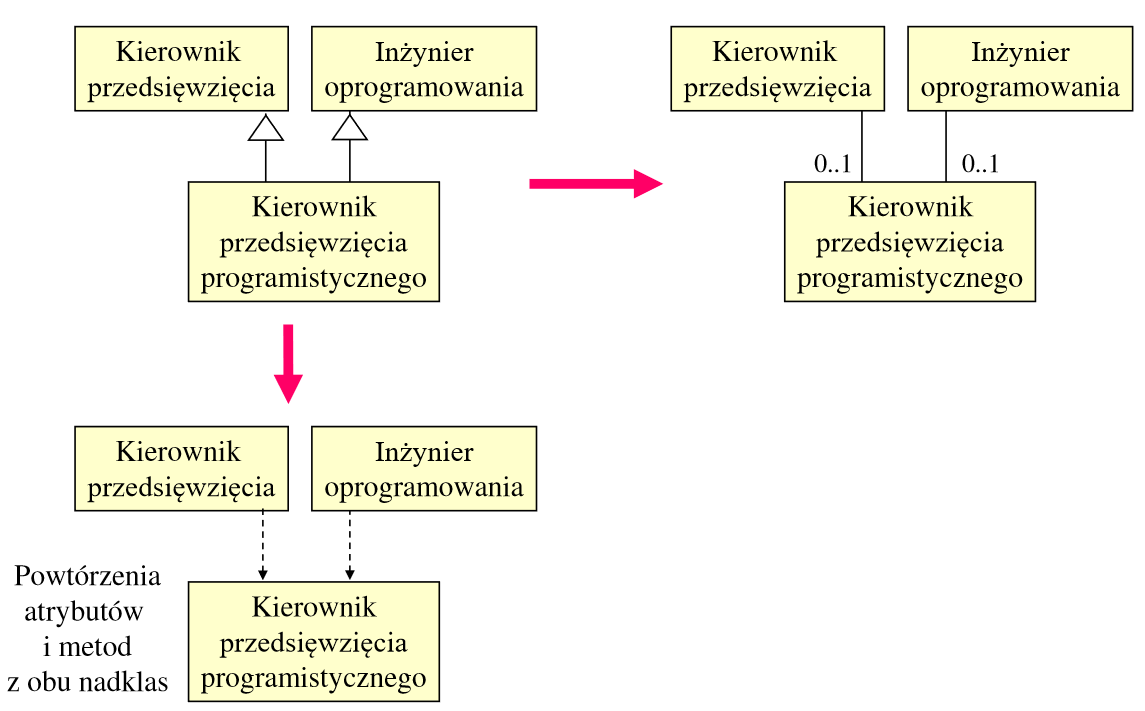 Kierownik
przedsięwzięcia
Inżynier
oprogramowania
Kierownik
przedsięwzięcia
programistycznego
Kierownik
przedsięwzięcia
Inżynier
oprogramowania
0..1
0..1
Kierownik
przedsięwzięcia
programistycznego
Kierownik
przedsięwzięcia
Inżynier
oprogramowania
Powtórzenia
atrybutów
i metod
z obu nadklas
Kierownik
przedsięwzięcia
programistycznego